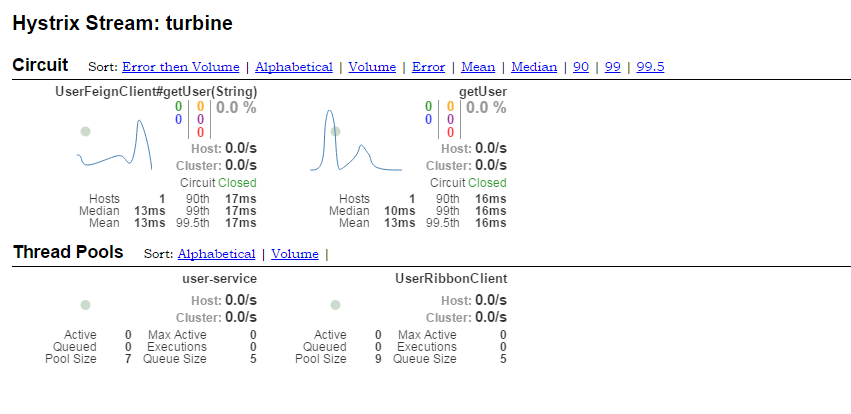 Hystrix Stream: turbine
Circuit Sort: Error then Volume | Alphabetical | Volume | Error | Mean | Median | 90 | 99 | 99.5
UserFeignClient#getUser(String)
0 0 0.0 %
0 0
0
Host: 0.0/s
Cluster: 0.0/s
Circuit Closed
Hosts 1 90th 17ms
Median 13ms 99th 17ms
Mean 13ms 99.5th 17ms
getUser
0 0 0.0 %
0 0
0
Host: 0.0/s
Cluster: 0.0/s
Circuit Closed
Hosts 1 90th 16ms
Median 10ms 99th 16ms
Mean 13ms 99.5th 16ms
Thread Pools Sort: Alphabetical | Volume |
user-service
Host: 0.0/s
Cluster: 0.0/s
Active 0 Max Active 0
Queued 0 Executions 0
Pool Size 7 Queue Size 5
UserRibbonClient
Host: 0.0/s
Cluster: 0.0/s
Active 0 Max Active 0
Queued 0 Executions 0
Pool Size 9 Queue Size 5